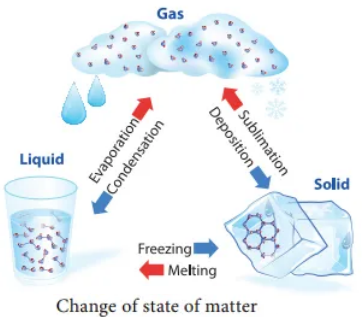 Gas
Evaporation
Condensation
Sublimation
Deposition
Liquid
Solid
Freezing
Melting
Change of state of matter